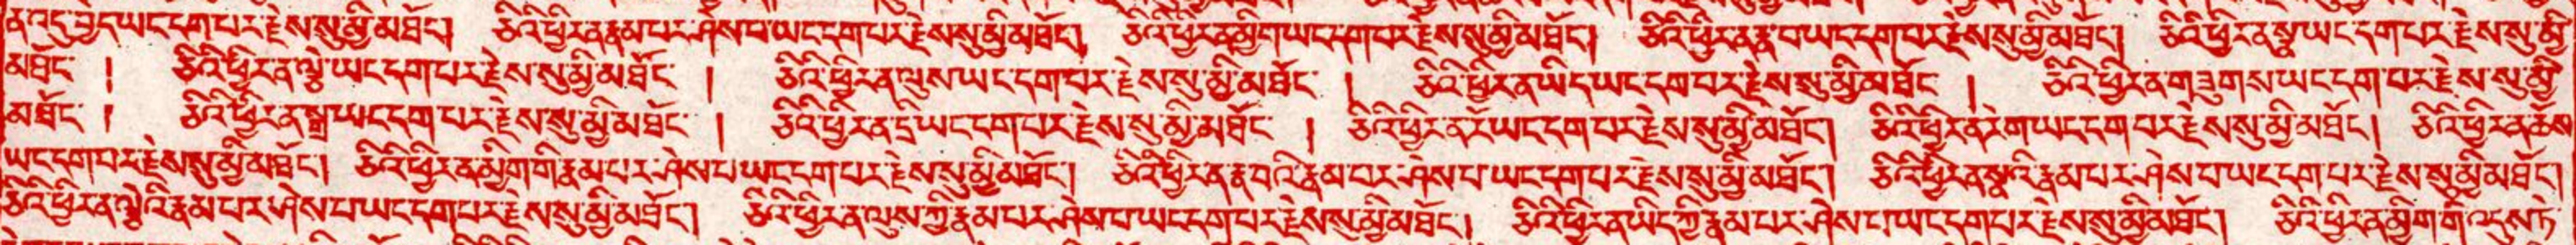 ན་འདུ་བྱེད་ཡང་དག་པར་རྗེས་སུ་མྱི་མཐོང། ཅིའི་ཕྱིར་ན་རྣམ་པར་ཤེས་པ་ཡང་དག་པར་རྗེས་སུ་མྱི་མཐོང། ཅིའི་ཕྱིར་ན་མྱིག་ཡང་དག་པར་རྗེས་སུ་མྱི་མཐོང། ཅིའི་ཕྱིར་ན་རྣ་བ་ཡང་དག་པར་རྗེས་སུ་མྱི་མཐོང། ཅིའི་ཕྱིར་ན་སྣ་ཡང་དག་པར་རྗེས་སུ་མྱི་
མཐོང་ ། ཅིའི་ཕྱིར་ན་ལྕེ་ཡང་དག་པར་རྗེས་སུ་མྱི་མཐོང་ ། ཅིའི་ཕྱིར་ན་ལུས་ཡང་དག་པར་རྗེས་སུ་མྱི་མཐོང་ ། ཅིའི་ཕྱིར་ན་ཡིད་ཡང་དག་པར་རྗེས་སུ་མྱི་མཐོང་ ། ཅིའི་ཕྱིར་ན་གཟུགས་ཡང་དག་པར་རྗེས་སུ་མྱི་
མཐོང་ ། ཅིའི་ཕྱིར་ན་སྒྲ་ཡང་དག་པར་རྗེས་སུ་མྱི་མཐོང་ ། ཅིའི་ཕྱིར་ན་དྲི་ཡང་དག་པར་རྗེས་སུ་མྱི་མཐོང་ ། ཅིའི་ཕྱིར་ན་རོ་ཡང་དག་པར་རྗེས་སུ་མྱི་མཐོང། ཅིའི་ཕྱིར་ན་རེག་ཡང་དག་པར་རྗེས་སུ་མྱི་མཐོང། ཅིའི་ཕྱིར་ན་ཆོས་
ཡང་དག་པར་རྗེས་སུ་མྱི་མཐོང། ཅིའི་ཕྱིར་ན་མྱིག་གི་རྣམ་པར་ཤེས་པ་ཡང་དག་པར་རྗེས་སུ་མྱི་མཐོང། ཅིའི་ཕྱིར་ན་རྣ་བའི་རྣམ་པར་ཤེས་པ་ཡང་དག་པར་རྗེས་སུ་མྱི་མཐོང། ཅིའི་ཕྱིར་ན་སྣའི་རྣམ་པར་ཤེས་པ་ཡང་དག་པར་རྗེས་སུ་མྱི་མཐོང།
ཅིའི་ཕྱིར་ན་ལྕེའི་རྣམ་པར་ཤེས་པ་ཡང་དག་པར་རྗེས་སུ་མྱི་མཐོང། ཅིའི་ཕྱིར་ན་ལུས་ཀྱི་རྣམ་པར་ཤེས་པ་ཡང་དག་པར་རྗེས་སུ་མྱི་མཐོང་། ཅིའི་ཕྱིར་ན་ཡིད་ཀྱི་རྣམ་པར་ཤེས་པ་ཡང་དག་པར་རྗེས་སུ་མྱི་མཐོང། ཅིའི་ཕྱིར་ན་མྱིག་གི་འདུས་ཏེ་